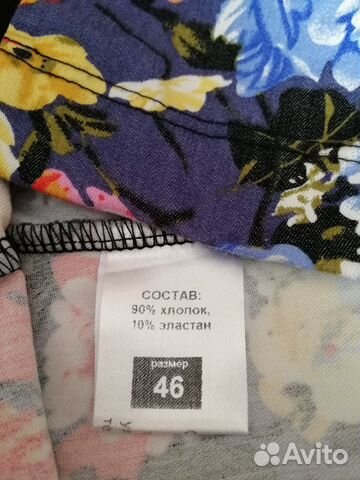 СОСТАВ:
90% хлопок,
10% эластан
размер
46
Avito